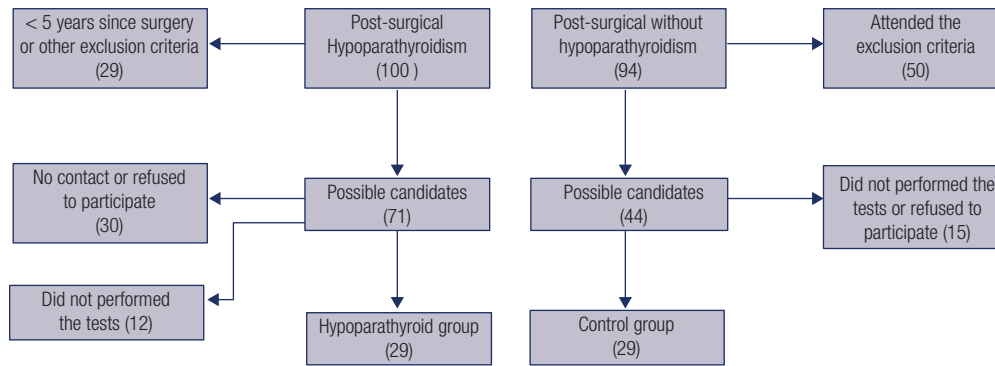 < 5 years since surgery
or other exclusion criteria
(29)
Post-surgical
Hypoparathyroidism
(100 )
Post-surgical without
hypoparathyroidism
(94)
Attended the
exclusion criteria
(50)
No contact or refused
to participate
(30)
Possible candidates
(71)
Possible candidates
(44)
Did not performed the
tests or refused to
participate (15)
Did not performed
the tests (12)
Hypoparathyroid group
(29)
Control group
(29)